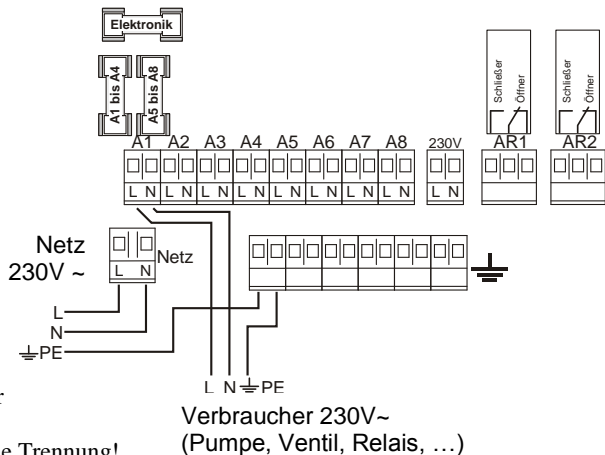 Elektronik
A1 bis A4
A5 bis A8
Schließer
Öffner
Schließer
Öffner
A1 A2 A3 A4 A5 A6 A7 A8 230V AR1 AR2
L N L N L N L N L N L N L N L N L N
Netz
230V ~
Netz
L N
L
N
PE
L N PE
Verbraucher 230V~
(Pumpe, Ventil, Relais, …)
Trennung!